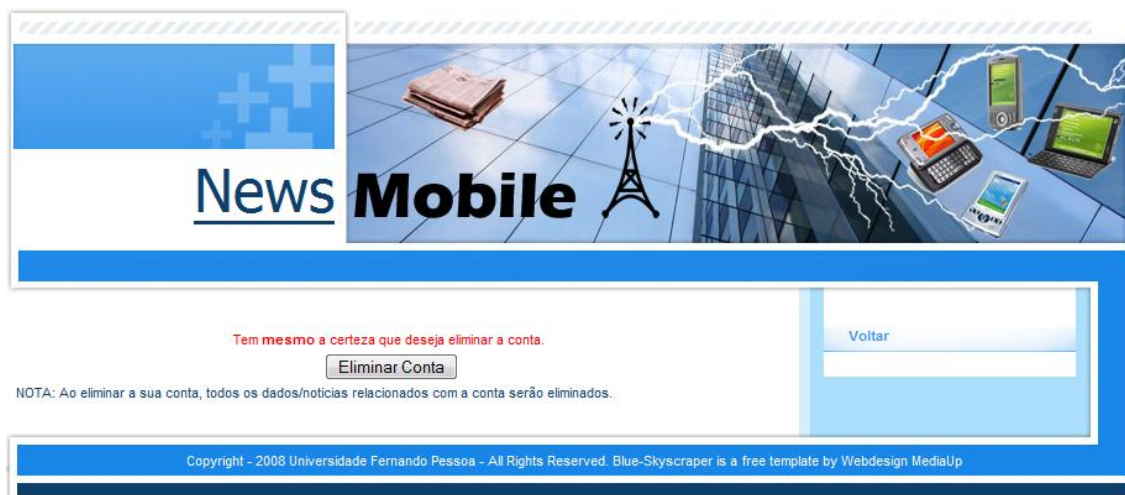 News Mobile
Tem mesmo a certeza que deseja eliminar a conta.
Eliminar Conta
NOTA: Ao eliminar a sua conta, todos os dados/noticias relacionados com a conta serão eliminados.
Voltar
Copyright - 2008 Universidade Fernando Pessoa - All Rights Reserved. Blue-Skyscraper is a free template by Webdesign MediaUp